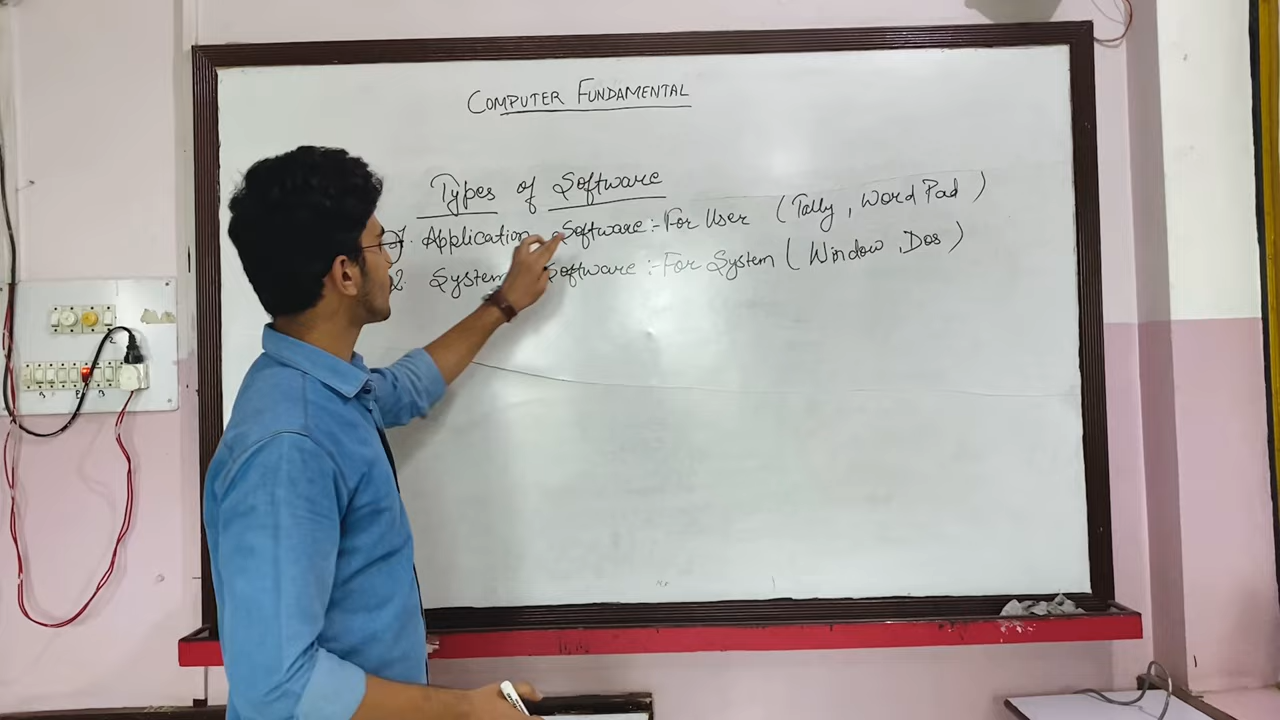 COMPUTER FUNDAMENTAL
Types of Software
1. Application Software :- For User (Tally, Word Pad)
2. System Software :- For System (Window, Dos)